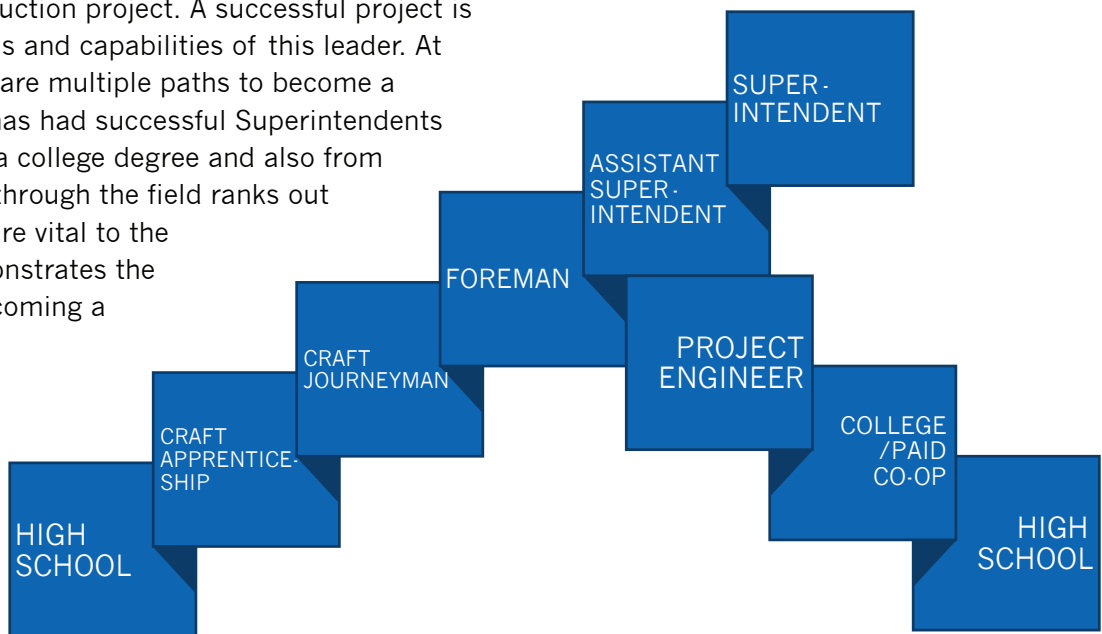 uction project. A successful project is
s and capabilities of this leader. At
are multiple paths to become a
has had successful Superintendents
a college degree and also from
through the field ranks out
re vital to the
onstrates the
coming a
SUPER-
INTENDENT
ASSISTANT
SUPER-
INTENDENT
FOREMAN
CRAFT
JOURNEYMAN
CRAFT
APPRENTICE-
SHIP
HIGH
SCHOOL
PROJECT
ENGINEER
COLLEGE
/PAID
CO-OP
HIGH
SCHOOL